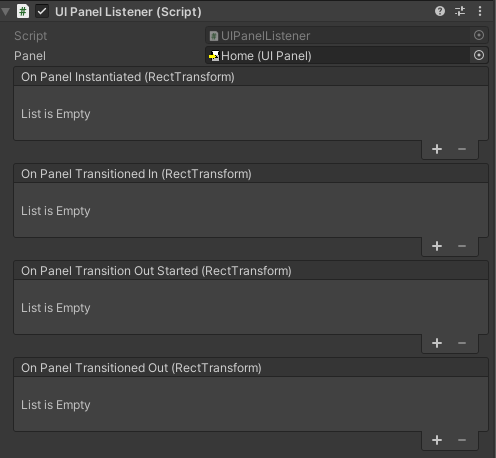 UI Panel Listener (Script)
Script UIPanelListener
Panel Home (UI Panel)
On Panel Instantiated (RectTransform)
List is Empty
On Panel Transitioned In (RectTransform)
List is Empty
On Panel Transition Out Started (RectTransform)
List is Empty
On Panel Transitioned Out (RectTransform)
List is Empty